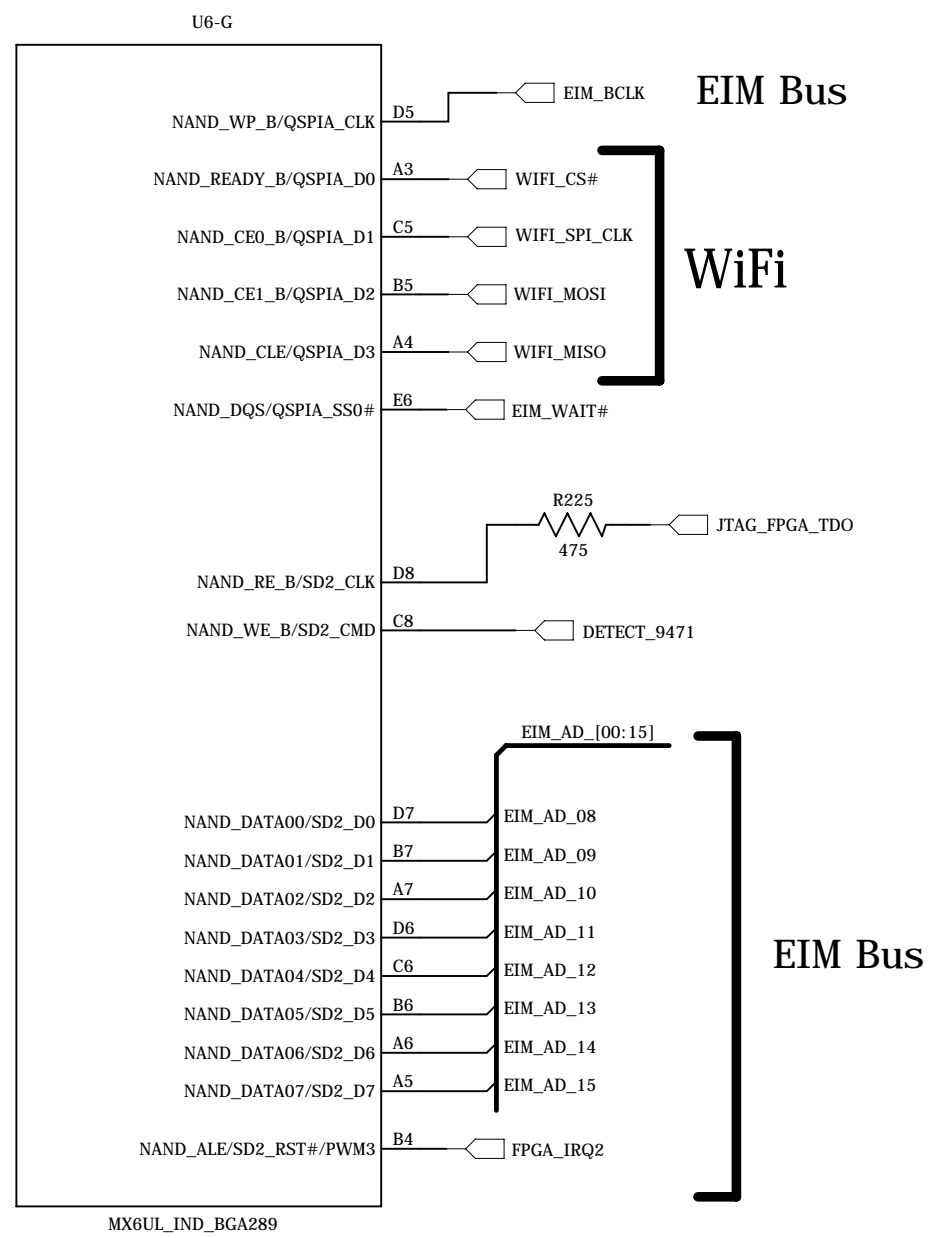 U6-G
NAND_WP_B/QSPIA_CLK D5 EIM_BCLK EIM Bus
NAND_READY_B/QSPIA_D0 A3 WIFI_CS#
NAND_CE0_B/QSPIA_D1 C5 WIFI_SPI_CLK
WiFi
NAND_CE1_B/QSPIA_D2 B5 WIFI_MOSI
NAND_CLE/QSPIA_D3 A4 WIFI_MISO
NAND_DQS/QSPIA_SS0# E6 EIM_WAIT#
R225
JTAG_FPGA_TDO
475
NAND_RE_B/SD2_CLK D8
NAND_WE_B/SD2_CMD C8 DETECT_9471
EIM_AD_[00:15]
NAND_DATA00/SD2_D0 D7 EIM_AD_08
NAND_DATA01/SD2_D1 B7 EIM_AD_09
NAND_DATA02/SD2_D2 A7 EIM_AD_10
NAND_DATA03/SD2_D3 D6 EIM_AD_11
EIM Bus
NAND_DATA04/SD2_D4 C6 EIM_AD_12
NAND_DATA05/SD2_D5 B6 EIM_AD_13
NAND_DATA06/SD2_D6 A6 EIM_AD_14
NAND_DATA07/SD2_D7 A5 EIM_AD_15
NAND_ALE/SD2_RST#/PWM3 B4 FPGA_IRQ2
MX6UL_IND_BGA289